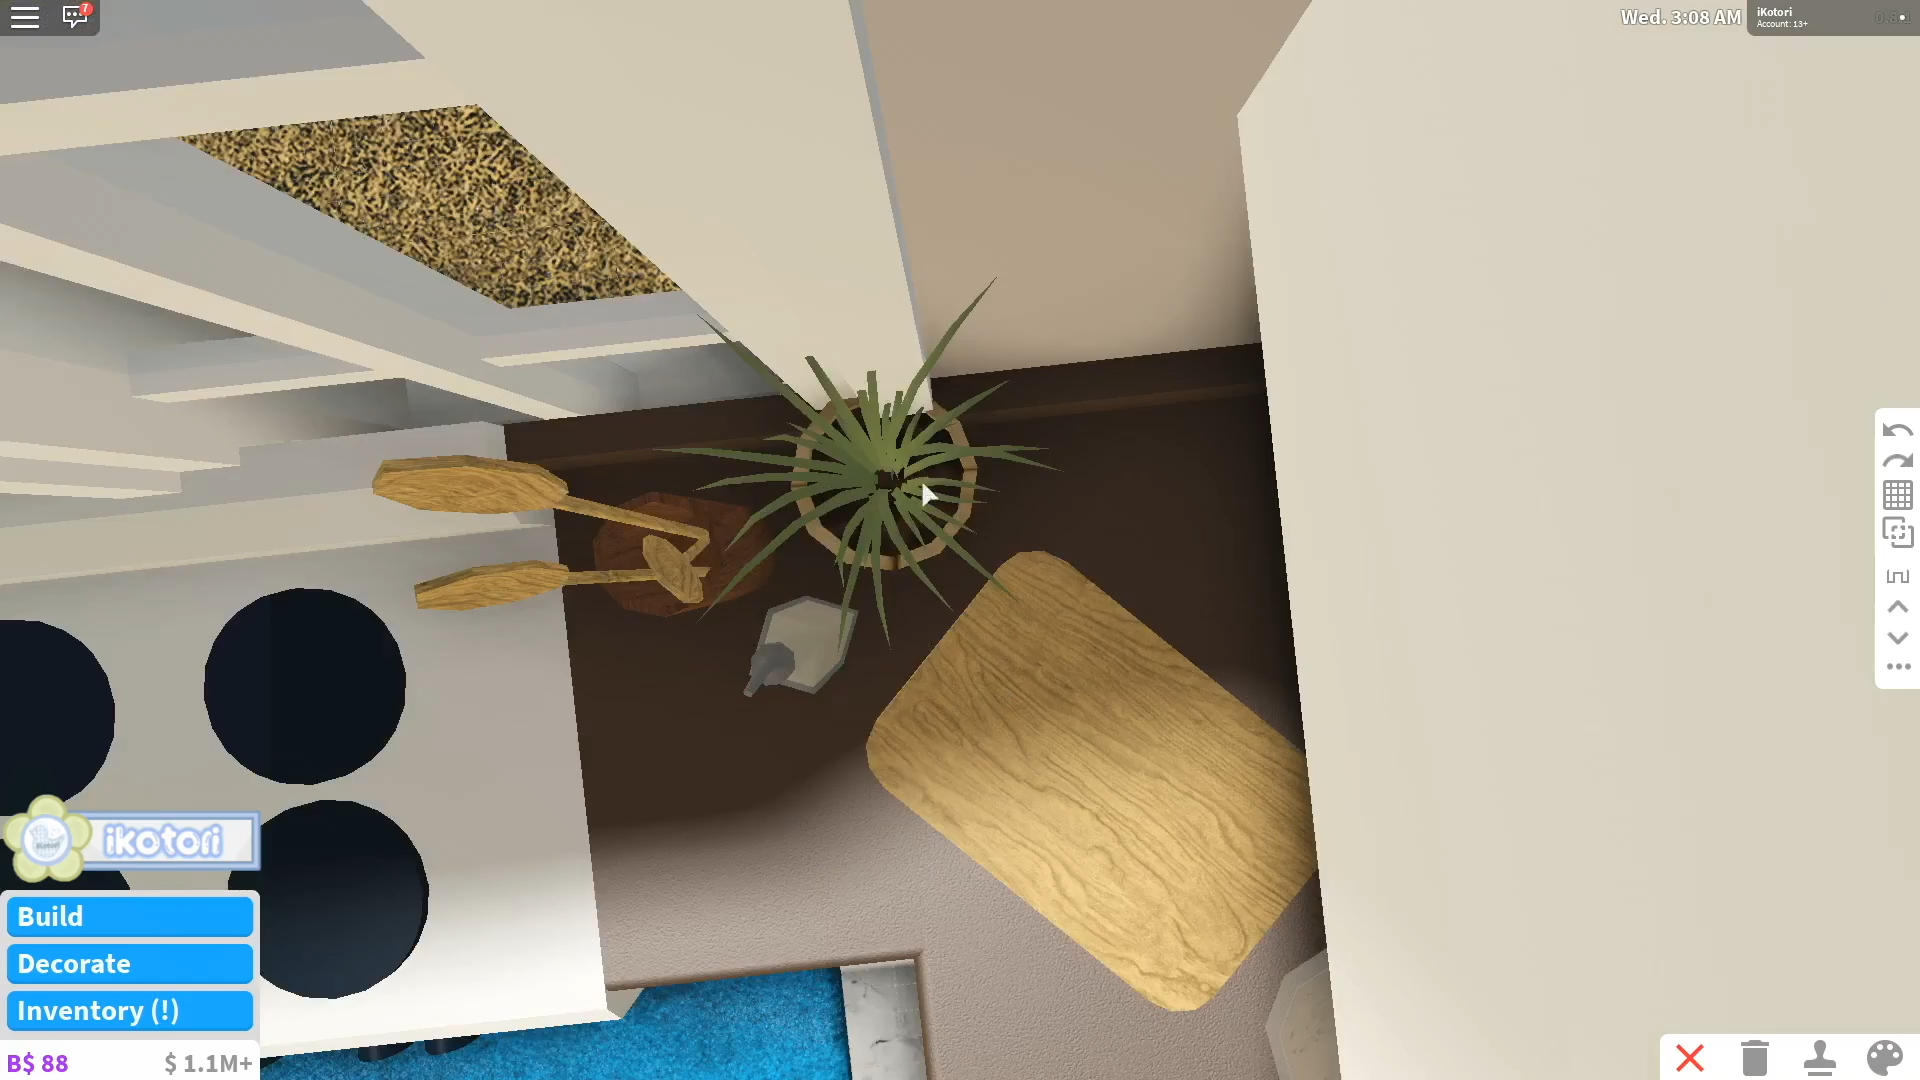 7
Wed. 3:08 AM
iKotori
Account: 13+
ikotori
Build
Decorate
Inventory (!)
B$ 88
$ 1.1M+